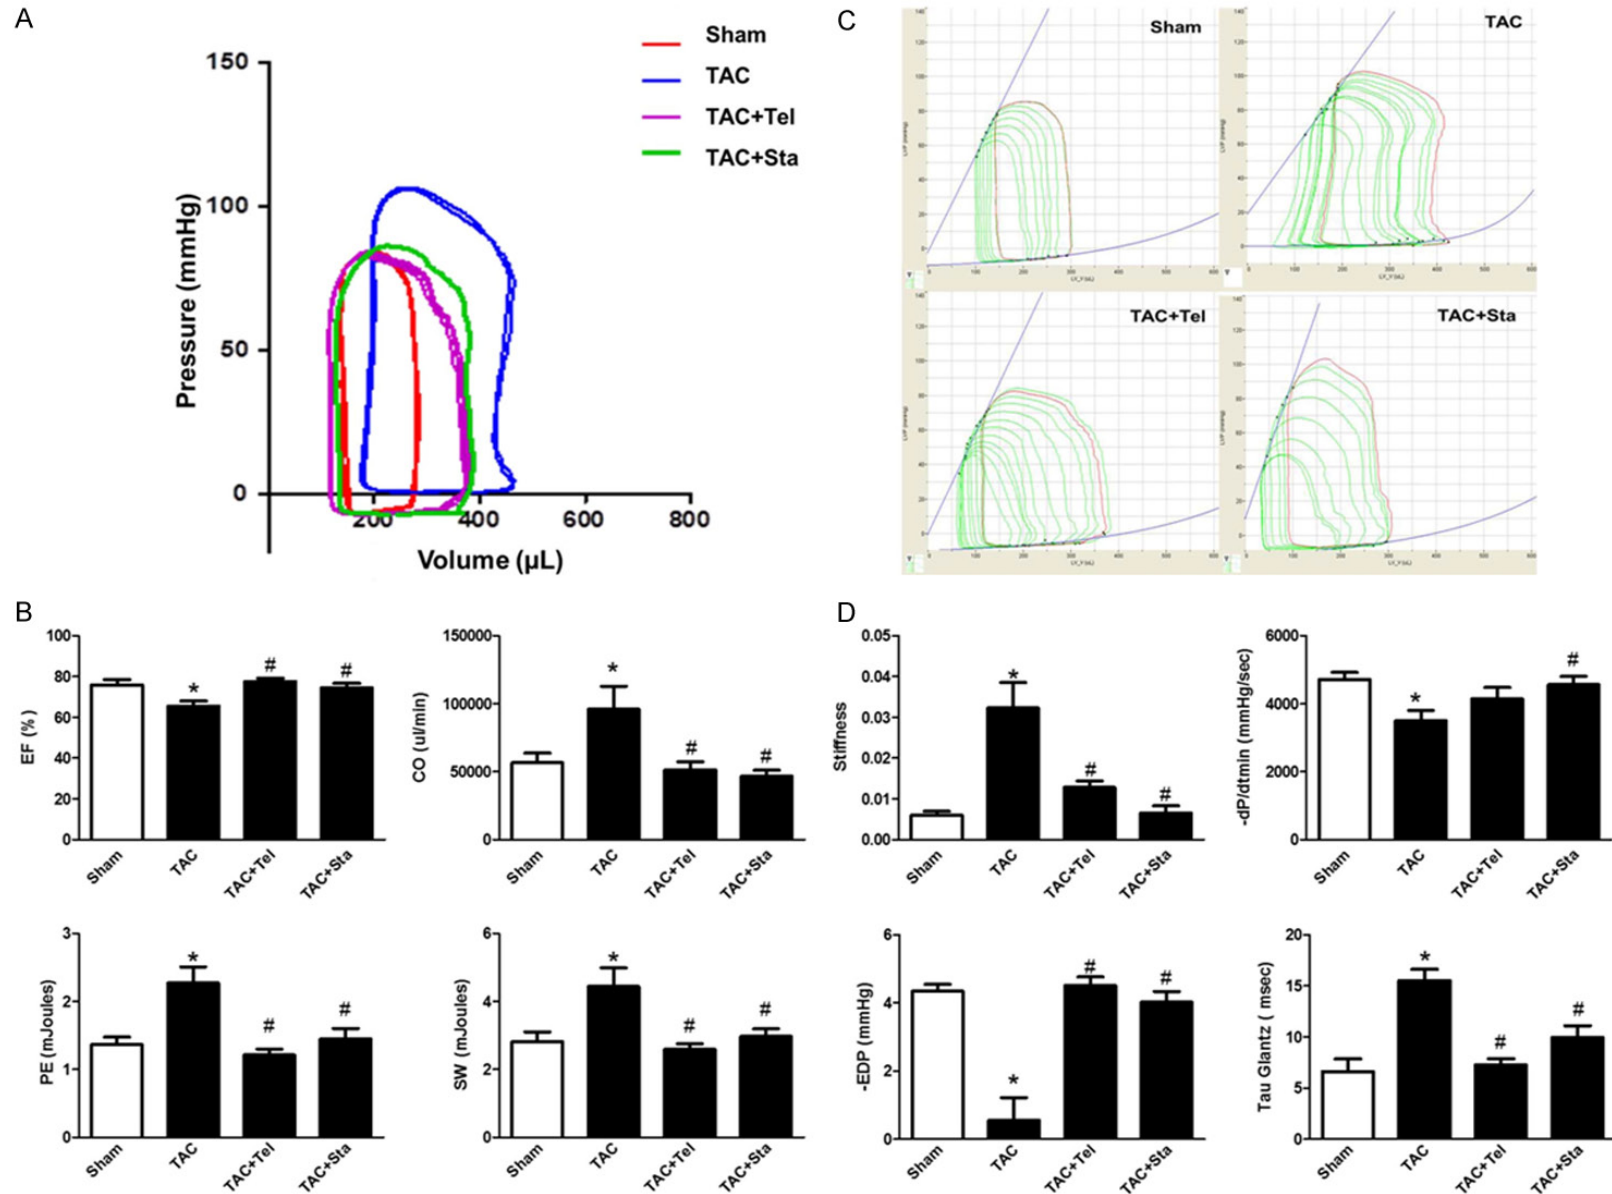 A
150
100
50
0
200
400
600
800
Pressure (mmHg)
Volume (µL)
Sham
TAC
TAC+Tel
TAC+Sta
C
Sham
TAC
TAC+Tel
TAC+Sta
B
100
80
60
40
20
0
EF (%)
*
#
#
Sham
TAC
TAC+Tel
TAC+Sta
150000
100000
50000
0
CO (ul/min)
*
#
#
Sham
TAC
TAC+Tel
TAC+Sta
3
2
1
0
PE (mJoules)
*
#
#
Sham
TAC
TAC+Tel
TAC+Sta
6
4
2
0
SW (mJoules)
*
#
#
Sham
TAC
TAC+Tel
TAC+Sta
D
0.05
0.04
0.03
0.02
0.01
0.00
Stiffness
*
#
#
Sham
TAC
TAC+Tel
TAC+Sta
6000
4000
2000
0
-dP/dtmin (mmHg/sec)
*
#
Sham
TAC
TAC+Tel
TAC+Sta
6
4
2
0
-EDP (mmHg)
*
#
#
Sham
TAC
TAC+Tel
TAC+Sta
20
15
10
5
0
Tau Glantz ( msec)
*
#
#
Sham
TAC
TAC+Tel
TAC+Sta